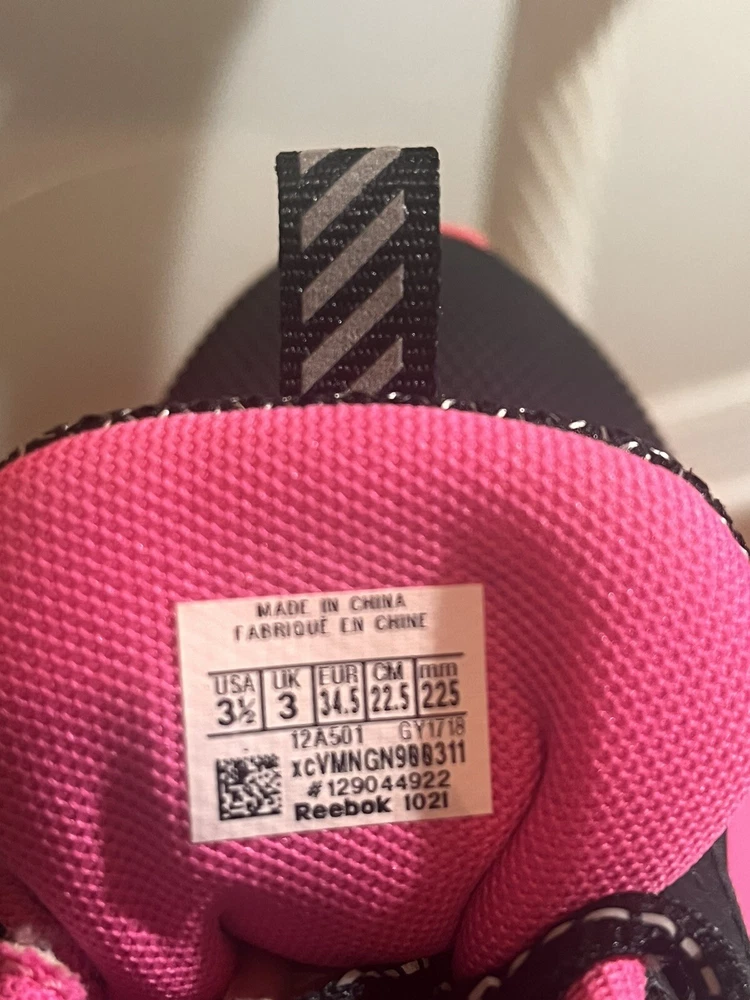 MADE IN CHINA
FABRIQUÉ EN CHINE
USA UK EUR CM mm
3½ 3 34.5 22.5 225
12A501 GY1718
xcVMNGN900311
#129044922
Reebok 1021